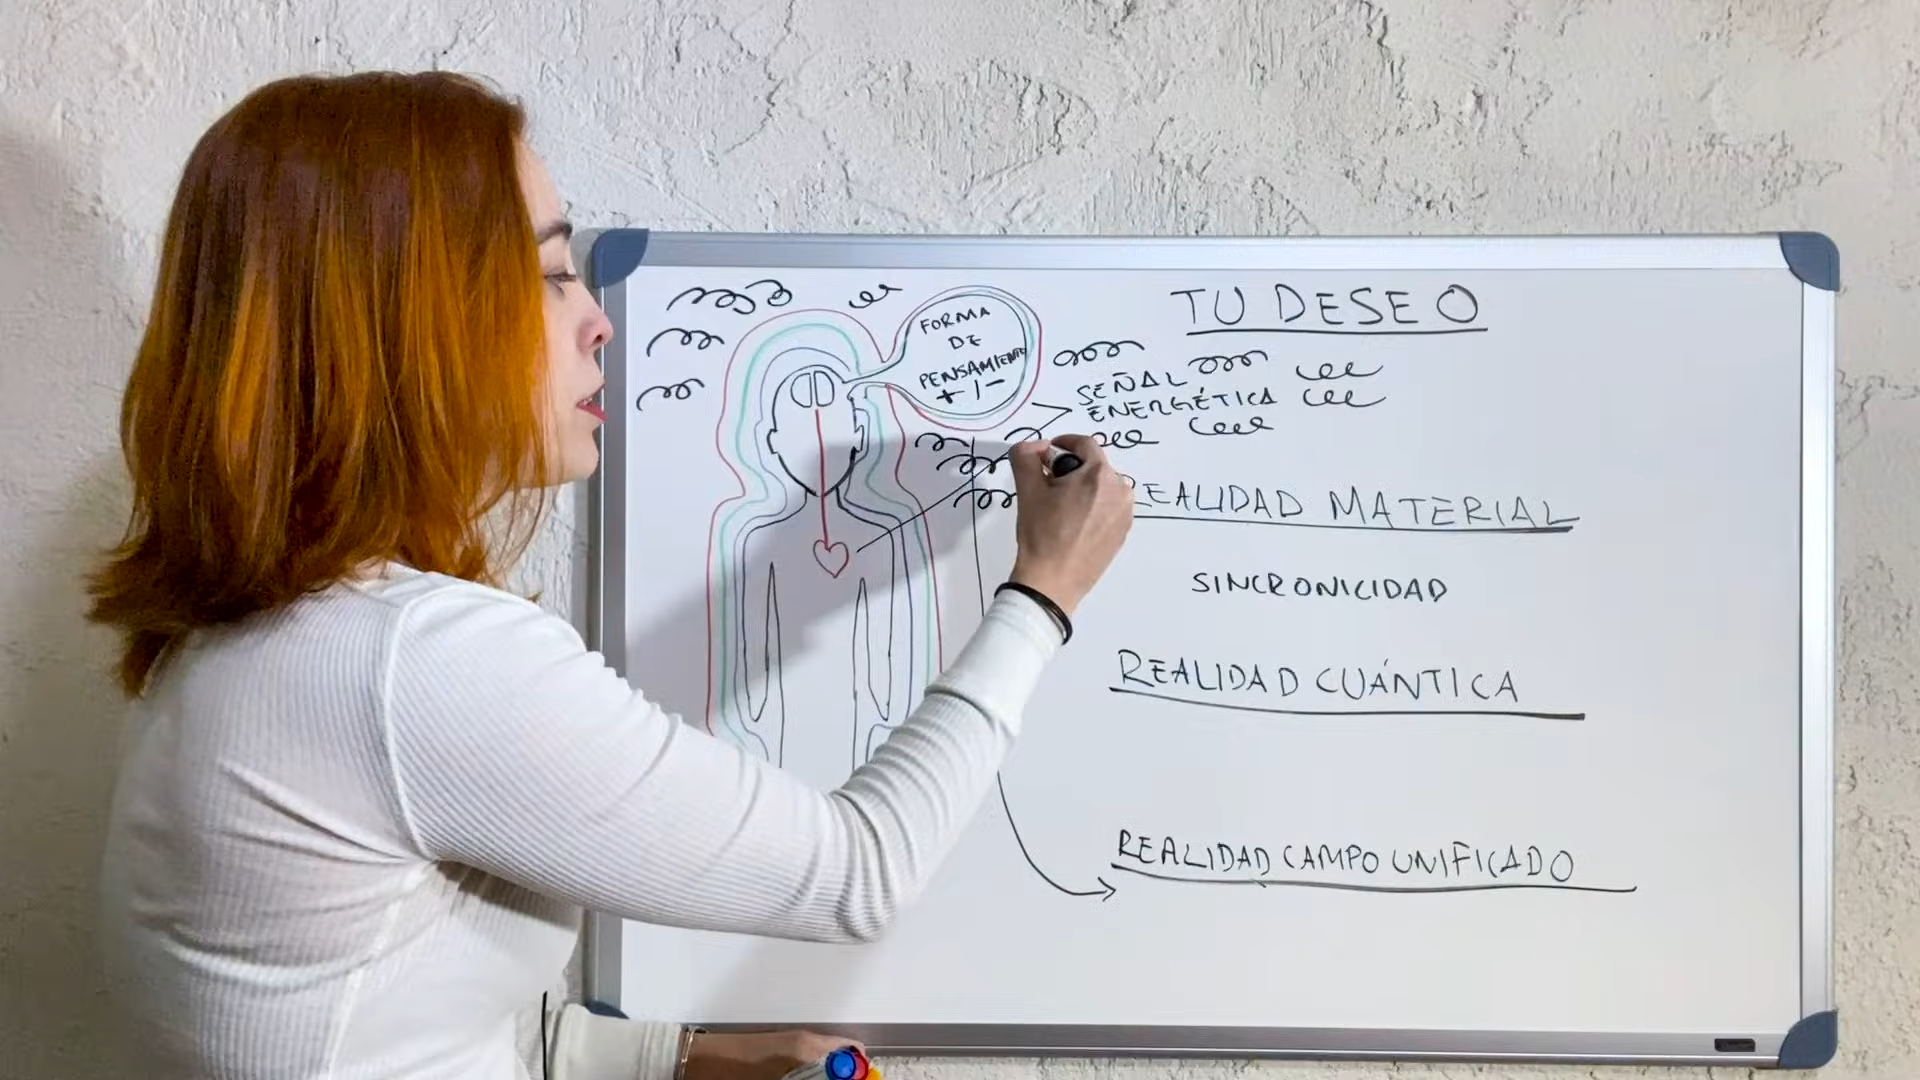 TU DESEO
FORMA
DE
PENSAMIENTO
+ / -
SEÑAL
ENERGÉTICA
REALIDAD MATERIAL
SINCRONICIDAD
REALIDAD CUÁNTICA
REALIDAD CAMPO UNIFICADO